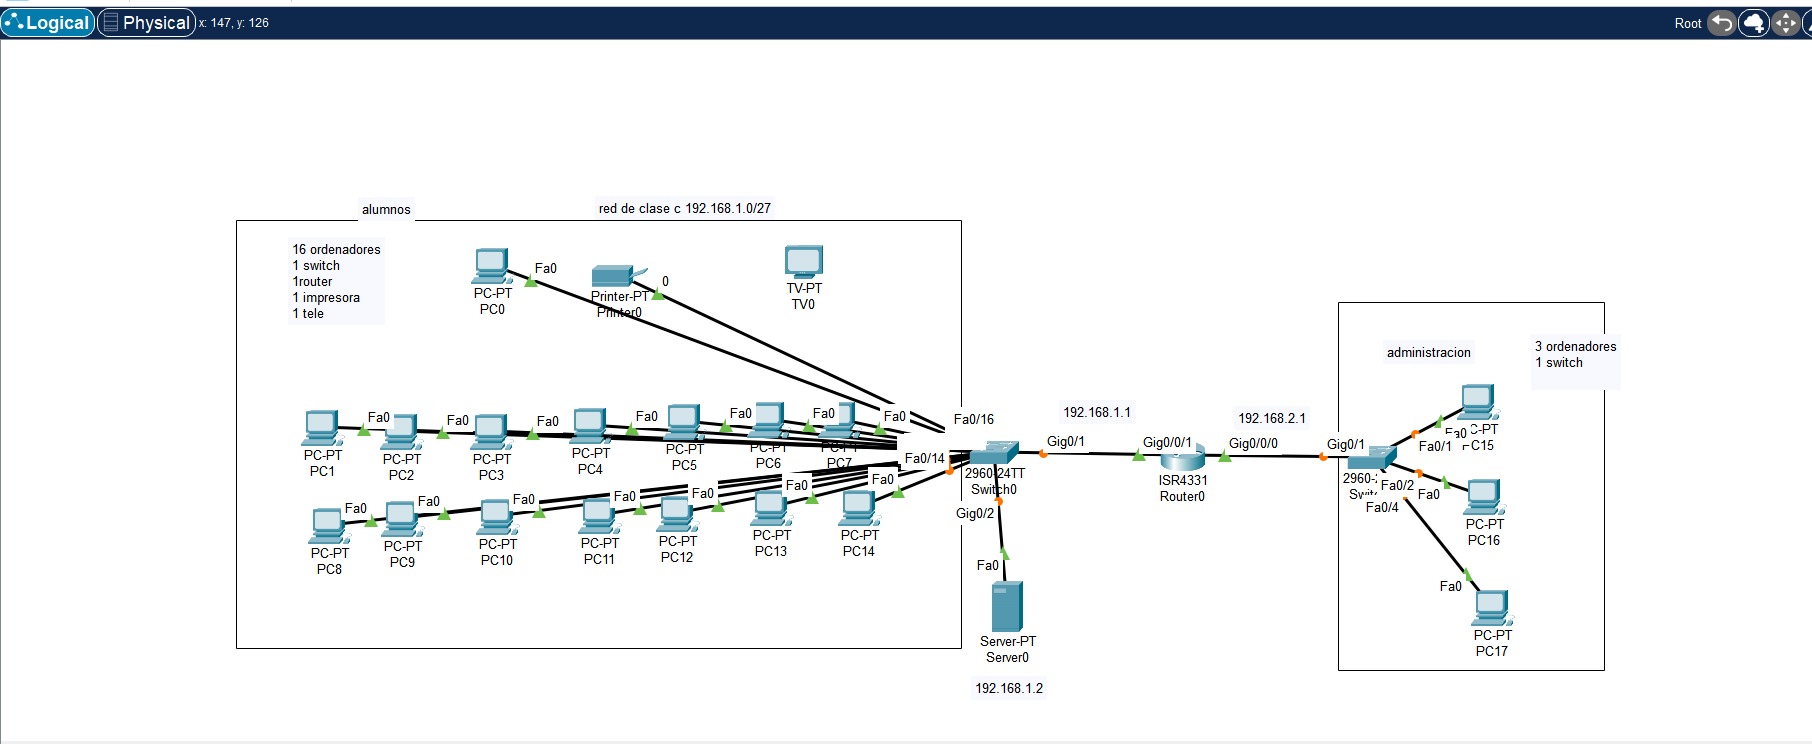 Logical
Physical
x: 147, y: 126
Root
alumnos
red de clase c 192.168.1.0/27
16 ordenadores
1 switch
1router
1 impresora
1 tele
Fa0
PC-PT
PC0
0
Printer-PT
Printer0
TV-PT
TV0
administracion
3 ordenadores
1 switch
Fa0
Fa0
Fa0
Fa0
Fa0
Fa0
Fa0
PC-PT
PC1
PC-PT
PC2
PC-PT
PC3
PC-PT
PC4
PC-PT
PC5
PC-PT
PC6
PC-PT
PC7
Fa0/16
Fa0/14
192.168.1.1
192.168.2.1
Gig0/1
Gig0/0/1
Gig0/0/0
Gig0/1
2960-24TT
Switch0
ISR4331
Router0
Gig0/2
Fa0
Fa0
Fa0
Fa0
Fa0
Fa0
Fa0
PC-PT
PC8
PC-PT
PC9
PC-PT
PC10
PC-PT
PC11
PC-PT
PC12
PC-PT
PC13
PC-PT
PC14
Fa0
Server-PT
Server0
192.168.1.2
Fa0
Fa0/1
PC15
2960-
Fa0/2
Fa0/4
Fa0
PC-PT
PC16
Fa0
PC-PT
PC17